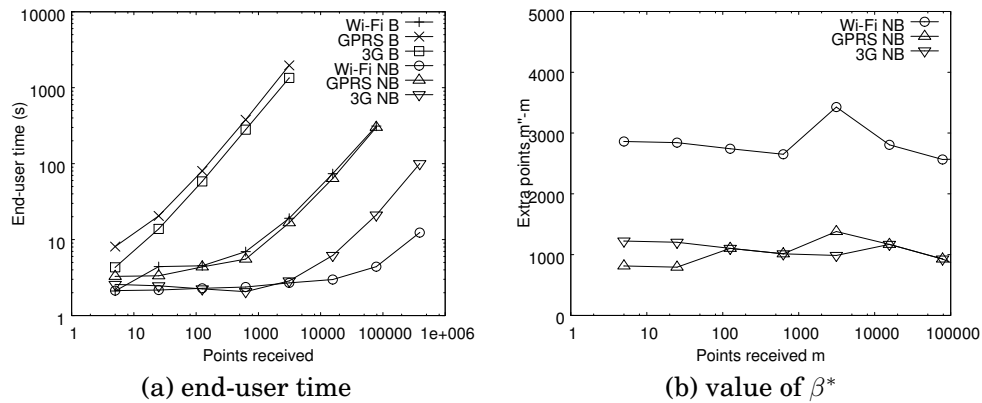 10000
1000
100
10
1
End-user time (s)
Wi-Fi B
GPRS B
3G B
Wi-Fi NB
GPRS NB
3G NB
1 10 100 1000 10000 100000 1e+006
Points received
(a) end-user time
5000
4000
3000
2000
1000
0
Extra points m"-m
Wi-Fi NB
GPRS NB
3G NB
1 10 100 1000 10000 100000
Points received m
(b) value of β*